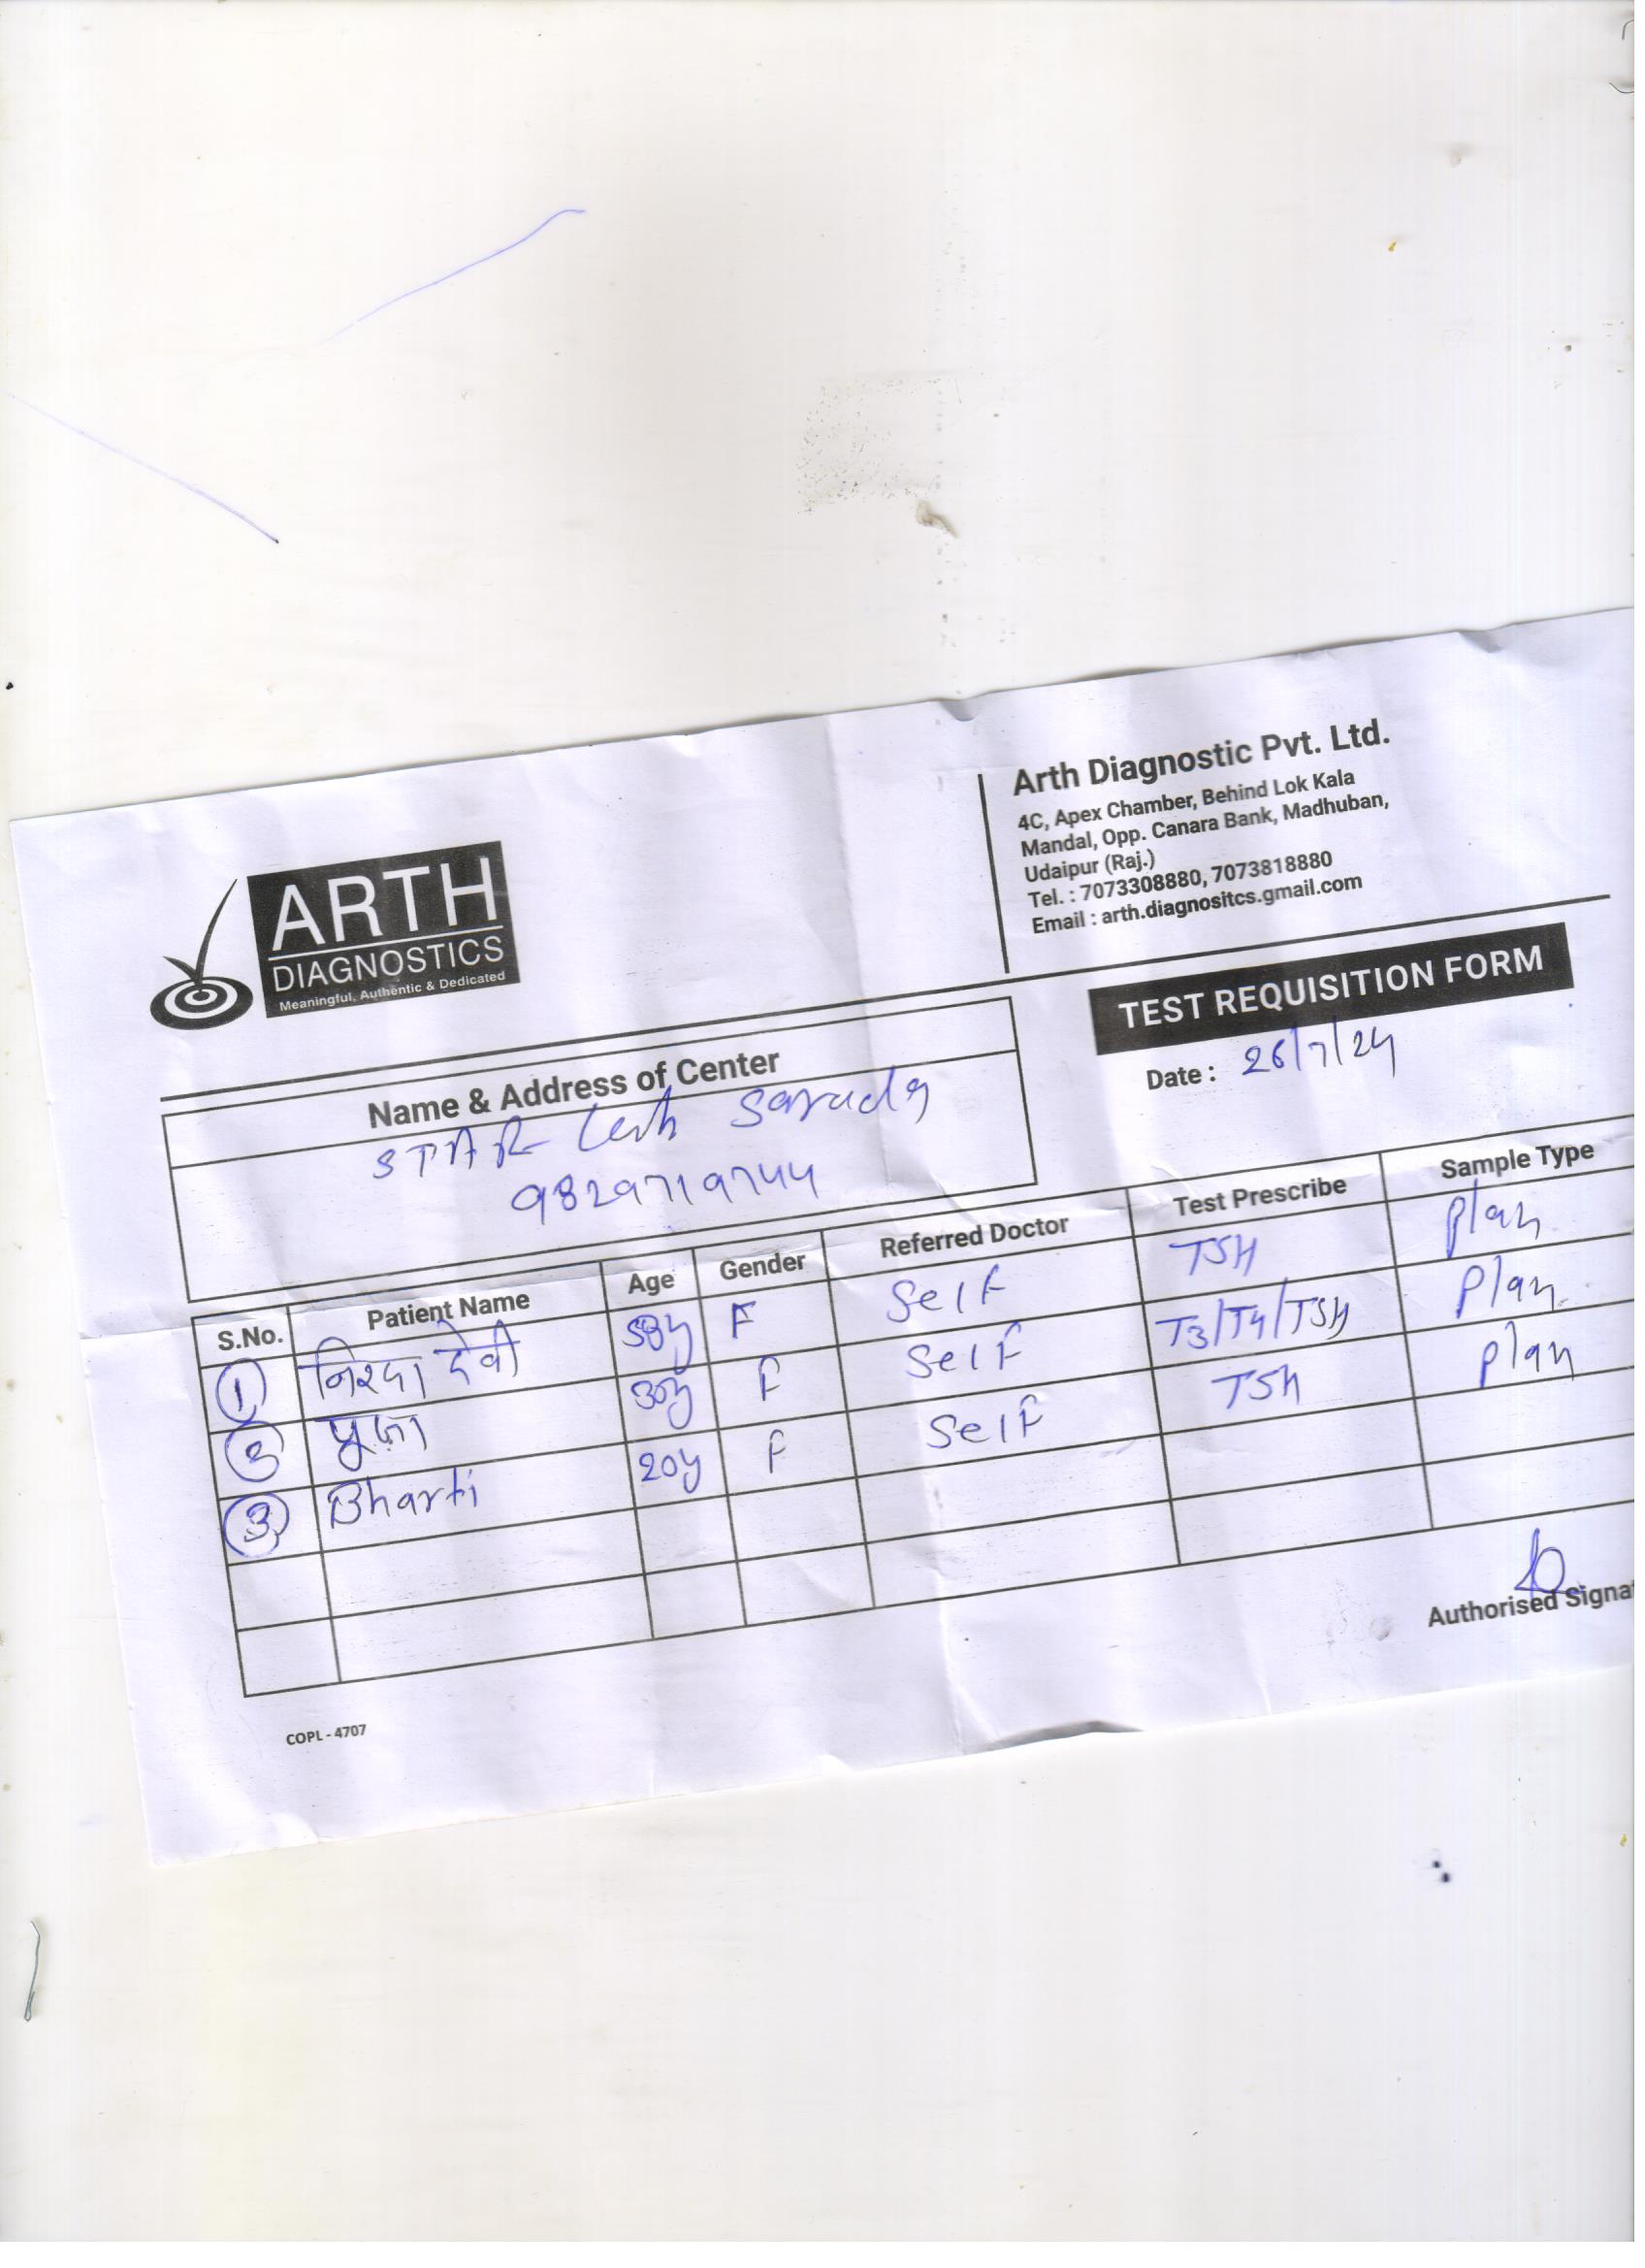 ARTH
DIAGNOSTICS
Meaningful, Authentic & Dedicated
Arth Diagnostic Pvt. Ltd.
4C, Apex Chamber, Behind Lok Kala
Mandal, Opp. Canara Bank, Madhuban,
Udaipur (Raj.)
Tel. : 7073308880, 7073818880
Email : arth.diagnositcs.gmail.com
TEST REQUISITION FORM
Date : 26/7/24
Name & Address of Center
STAR Sarada
S.No. Patient Name Age Gender Referred Doctor Test Prescribe Sample Type
1 देवी 58y F Self TSH plan
2 पूजा 30y F Self T3/T4/TSH plan
3 Bharti 20y F Self TSH plan
Authorised Signa
COPL - 4707